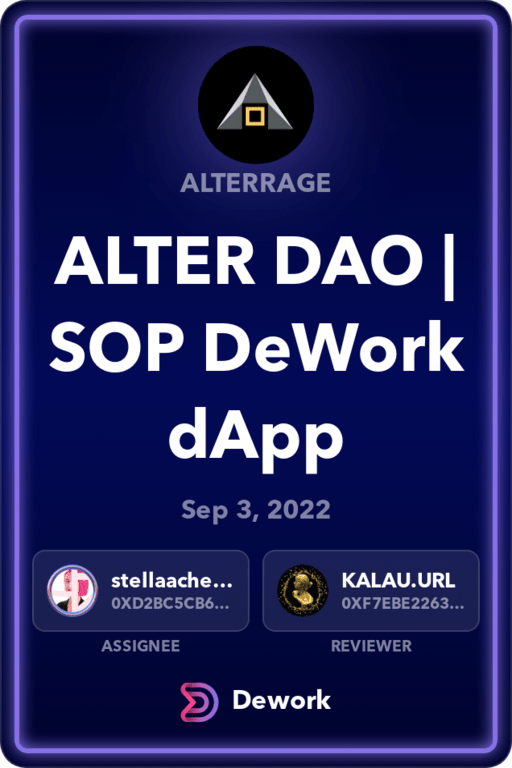 ALTERRAGE
ALTER DAO |
SOP DeWork
dApp
Sep 3, 2022
stellaache...
0XD2BC5CB6...
KALAU.URL
0XF7EBE2263...
ASSIGNEE
REVIEWER
Dework